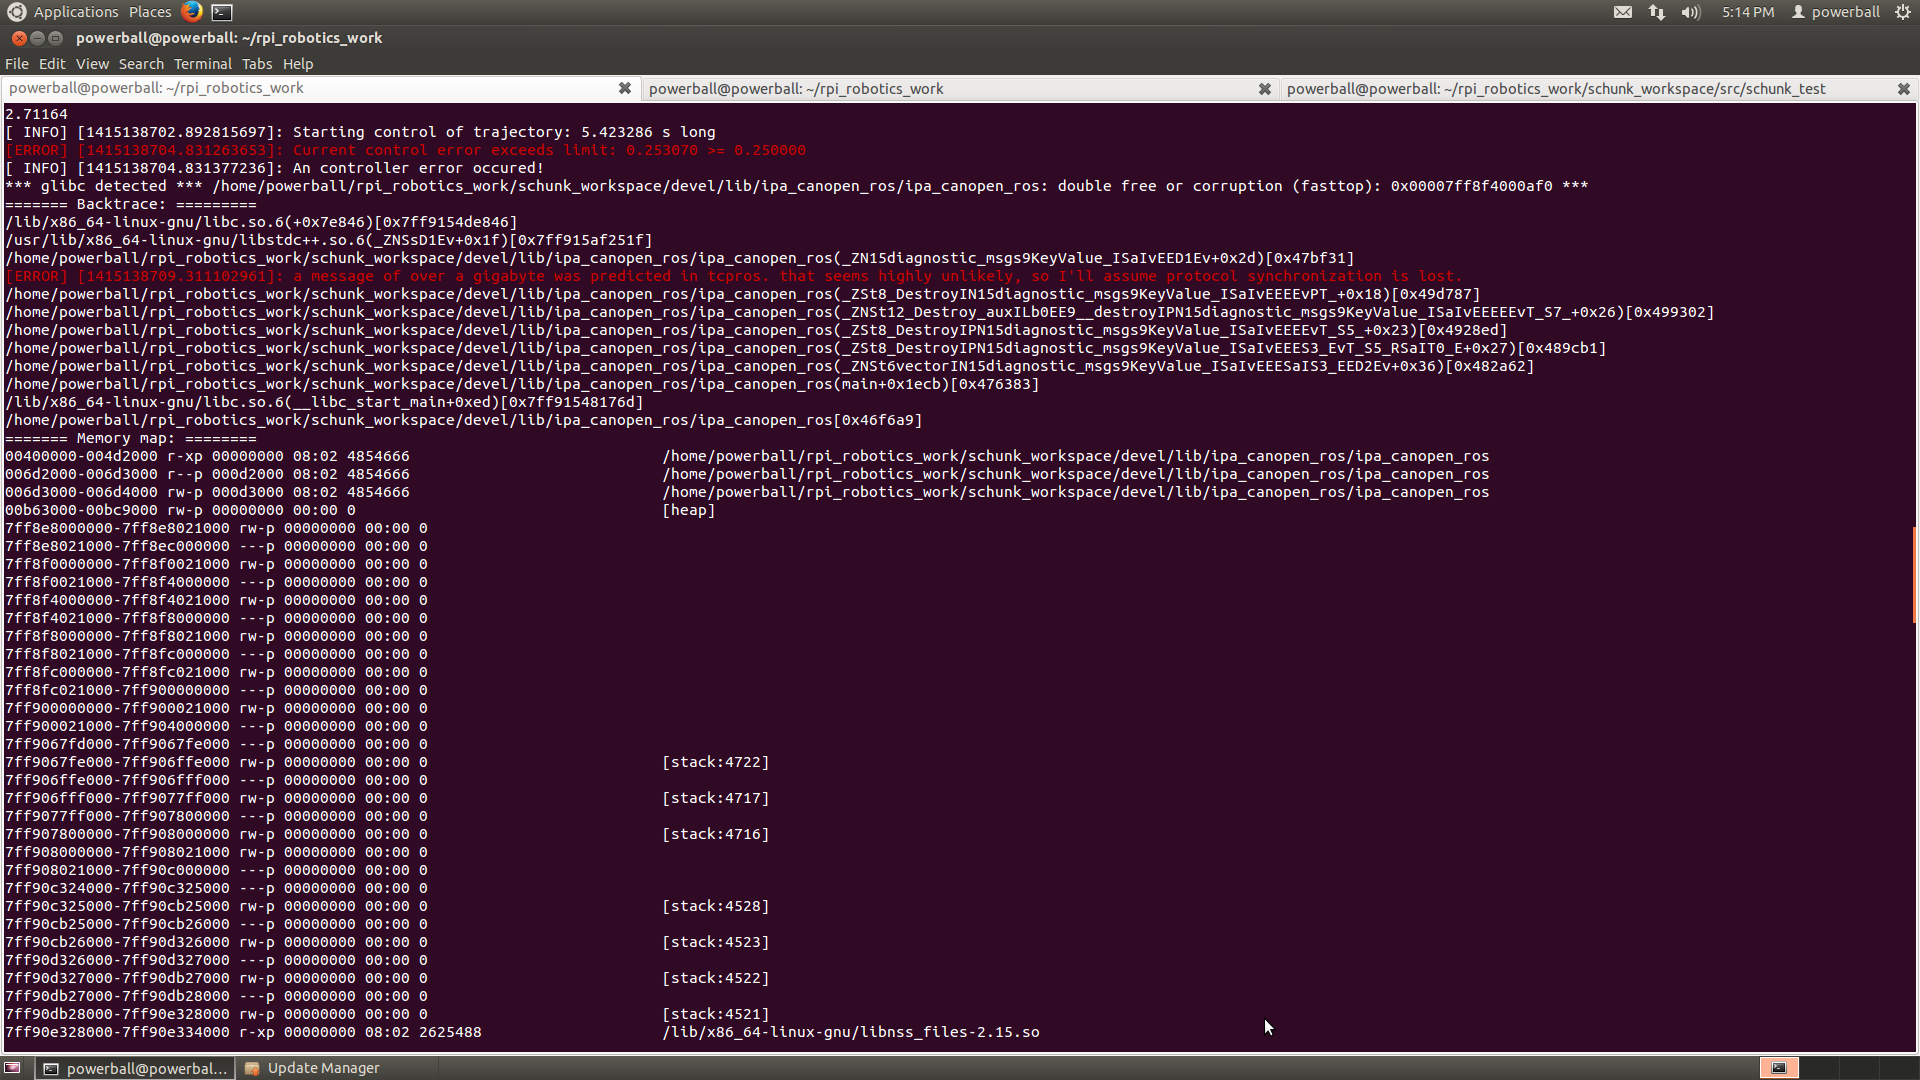 Applications Places 5:14 PM powerball
powerball@powerball: ~/rpi_robotics_work
File Edit View Search Terminal Tabs Help
powerball@powerball: ~/rpi_robotics_work powerball@powerball: ~/rpi_robotics_work powerball@powerball: ~/rpi_robotics_work/schunk_workspace/src/schunk_test
2.71164
[ INFO] [1415138702.892815697]: Starting control of trajectory: 5.423286 s long
[ERROR] [1415138704.831263653]: Current control error exceeds limit: 0.253070 >= 0.250000
[ INFO] [1415138704.831377236]: An controller error occured!
*** glibc detected *** /home/powerball/rpi_robotics_work/schunk_workspace/devel/lib/ipa_canopen_ros/ipa_canopen_ros: double free or corruption (fasttop): 0x00007ff8f4000af0 ***
======= Backtrace: =========
/lib/x86_64-linux-gnu/libc.so.6(+0x7e846)[0x7ff9154de846]
/usr/lib/x86_64-linux-gnu/libstdc++.so.6(_ZNSsD1Ev+0x1f)[0x7ff915af251f]
/home/powerball/rpi_robotics_work/schunk_workspace/devel/lib/ipa_canopen_ros/ipa_canopen_ros(_ZN15diagnostic_msgs9KeyValue_ISaIvEED1Ev+0x2d)[0x47bf31]
[ERROR] [1415138709.311102961]: a message of over a gigabyte was predicted in tcpros. that seems highly unlikely, so I'll assume protocol synchronization is lost.
/home/powerball/rpi_robotics_work/schunk_workspace/devel/lib/ipa_canopen_ros/ipa_canopen_ros(_ZSt8_DestroyIN15diagnostic_msgs9KeyValue_ISaIvEEEEvPT_+0x18)[0x49d787]
/home/powerball/rpi_robotics_work/schunk_workspace/devel/lib/ipa_canopen_ros/ipa_canopen_ros(_ZNSt12_Destroy_auxILb0EE9__destroyIPN15diagnostic_msgs9KeyValue_ISaIvEEEEEvT_S7_+0x26)[0x499302]
/home/powerball/rpi_robotics_work/schunk_workspace/devel/lib/ipa_canopen_ros/ipa_canopen_ros(_ZSt8_DestroyIPN15diagnostic_msgs9KeyValue_ISaIvEEEEvT_S5_+0x23)[0x4928ed]
/home/powerball/rpi_robotics_work/schunk_workspace/devel/lib/ipa_canopen_ros/ipa_canopen_ros(_ZSt8_DestroyIPN15diagnostic_msgs9KeyValue_ISaIvEEES3_EvT_S5_RSaIT0_E+0x27)[0x489cb1]
/home/powerball/rpi_robotics_work/schunk_workspace/devel/lib/ipa_canopen_ros/ipa_canopen_ros(_ZNSt6vectorIN15diagnostic_msgs9KeyValue_ISaIvEEESaIS3_EED2Ev+0x36)[0x482a62]
/home/powerball/rpi_robotics_work/schunk_workspace/devel/lib/ipa_canopen_ros/ipa_canopen_ros(main+0x1ecb)[0x476383]
/lib/x86_64-linux-gnu/libc.so.6(__libc_start_main+0xed)[0x7ff91548176d]
/home/powerball/rpi_robotics_work/schunk_workspace/devel/lib/ipa_canopen_ros/ipa_canopen_ros[0x46f6a9]
======= Memory map: ========
00400000-004d2000 r-xp 00000000 08:02 4854666 /home/powerball/rpi_robotics_work/schunk_workspace/devel/lib/ipa_canopen_ros/ipa_canopen_ros
006d2000-006d3000 r--p 000d2000 08:02 4854666 /home/powerball/rpi_robotics_work/schunk_workspace/devel/lib/ipa_canopen_ros/ipa_canopen_ros
006d3000-006d4000 rw-p 000d3000 08:02 4854666 /home/powerball/rpi_robotics_work/schunk_workspace/devel/lib/ipa_canopen_ros/ipa_canopen_ros
00b63000-00bc9000 rw-p 00000000 00:00 0 [heap]
7ff8e8000000-7ff8e8021000 rw-p 00000000 00:00 0
7ff8e8021000-7ff8ec000000 ---p 00000000 00:00 0
7ff8f0000000-7ff8f0021000 rw-p 00000000 00:00 0
7ff8f0021000-7ff8f4000000 ---p 00000000 00:00 0
7ff8f4000000-7ff8f4021000 rw-p 00000000 00:00 0
7ff8f4021000-7ff8f8000000 ---p 00000000 00:00 0
7ff8f8000000-7ff8f8021000 rw-p 00000000 00:00 0
7ff8f8021000-7ff8fc000000 ---p 00000000 00:00 0
7ff8fc000000-7ff8fc021000 rw-p 00000000 00:00 0
7ff8fc021000-7ff900000000 ---p 00000000 00:00 0
7ff900000000-7ff900021000 rw-p 00000000 00:00 0
7ff900021000-7ff904000000 ---p 00000000 00:00 0
7ff9067fd000-7ff9067fe000 ---p 00000000 00:00 0
7ff9067fe000-7ff906ffe000 rw-p 00000000 00:00 0 [stack:4722]
7ff906ffe000-7ff906fff000 ---p 00000000 00:00 0
7ff906fff000-7ff9077ff000 rw-p 00000000 00:00 0 [stack:4717]
7ff9077ff000-7ff907800000 ---p 00000000 00:00 0
7ff907800000-7ff908000000 rw-p 00000000 00:00 0 [stack:4716]
7ff908000000-7ff908021000 rw-p 00000000 00:00 0
7ff908021000-7ff90c000000 ---p 00000000 00:00 0
7ff90c324000-7ff90c325000 ---p 00000000 00:00 0
7ff90c325000-7ff90cb25000 rw-p 00000000 00:00 0 [stack:4528]
7ff90cb25000-7ff90cb26000 ---p 00000000 00:00 0
7ff90cb26000-7ff90d326000 rw-p 00000000 00:00 0 [stack:4523]
7ff90d326000-7ff90d327000 ---p 00000000 00:00 0
7ff90d327000-7ff90db27000 rw-p 00000000 00:00 0 [stack:4522]
7ff90db27000-7ff90db28000 ---p 00000000 00:00 0
7ff90db28000-7ff90e328000 rw-p 00000000 00:00 0 [stack:4521]
7ff90e328000-7ff90e334000 r-xp 00000000 08:02 2625488 /lib/x86_64-linux-gnu/libnss_files-2.15.so
powerball@powerbal... Update Manager